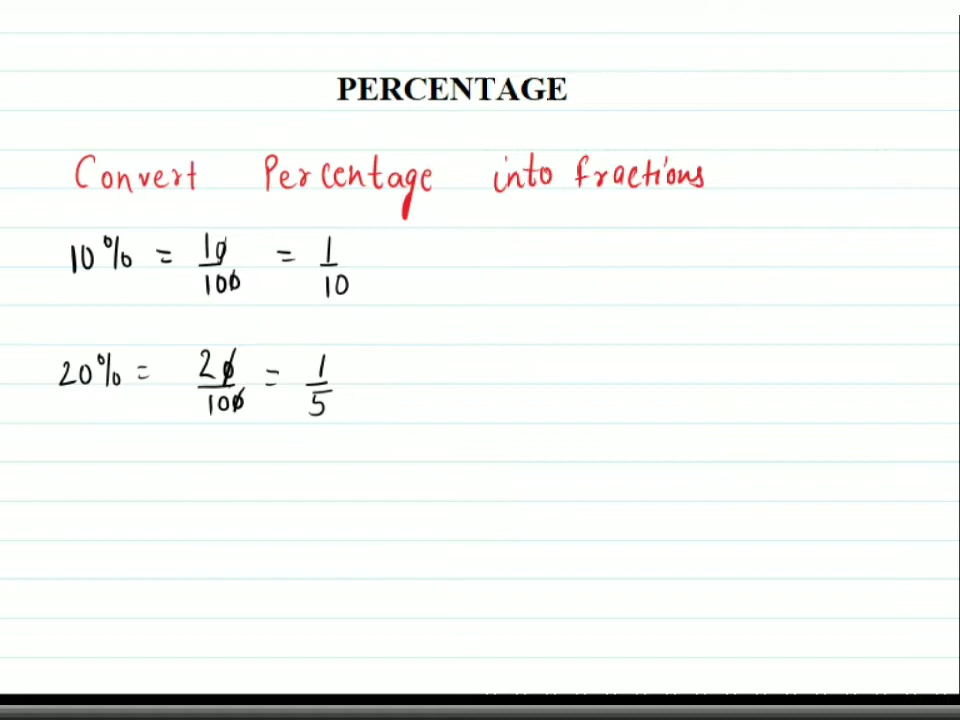 PERCENTAGE
Convert Percentage into fractions
10% = 10/100 = 1/10
20% = 20/100 = 1/5